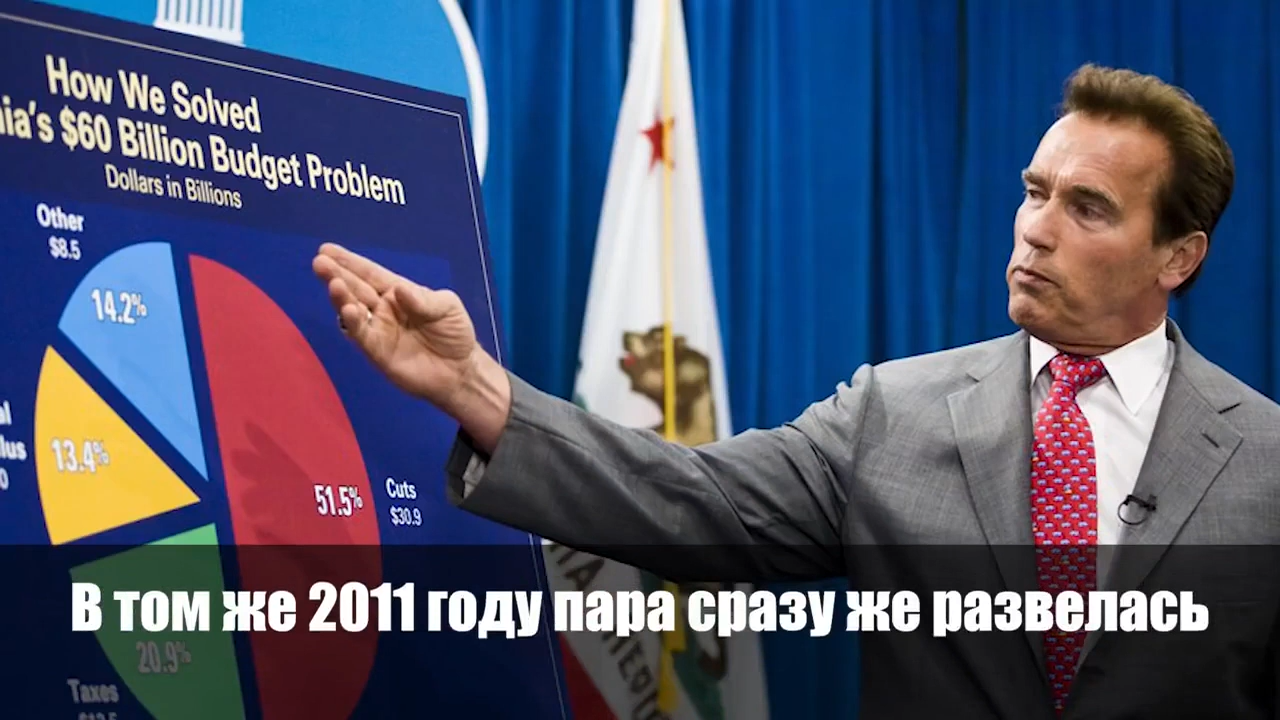 How We Solved
nia's $60 Billion Budget Problem
Dollars in Billions
Other
$8.5
14.2%
13.4%
51.5%
Cuts
$30.9
В том же 2011 году пара сразу же развелась
20.9%
Taxes